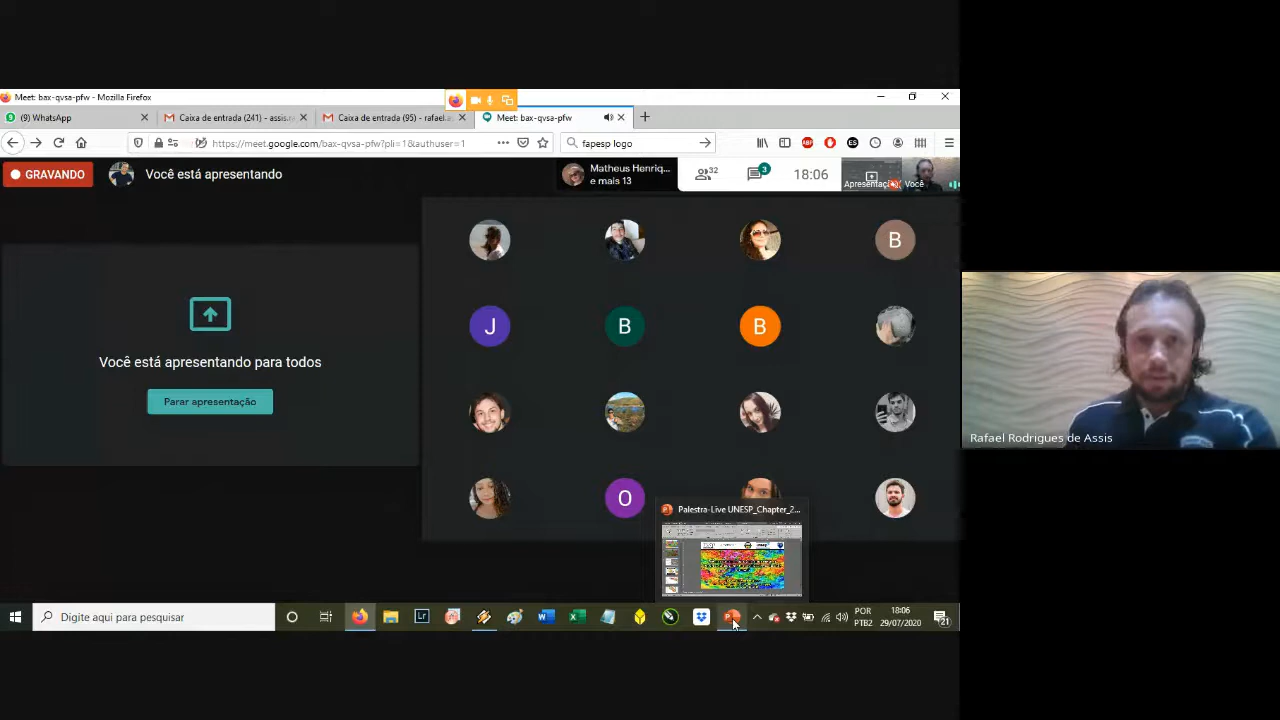 Meet: bax-qvsa-pfw - Mozilla Firefox
(9) WhatsApp
Caixa de entrada (241) - assis.r
Caixa de entrada (95) - rafael.a
Meet: bax-qvsa-pfw
https://meet.google.com/bax-qvsa-pfw?pli=1&authuser=1
fapesp logo
ABP
ES
GRAVANDO
Você está apresentando
Matheus Henriq...
e mais 13
32
3
18:06
Apresentaç
Você
B
J
B
B
Você está apresentando para todos
Parar apresentação
Rafael Rodrigues de Assis
O
Palestra-Live UNESP_Chapter_2...
Digite aqui para pesquisar
Lr
POR
PTB2
18:06
29/07/2020
21